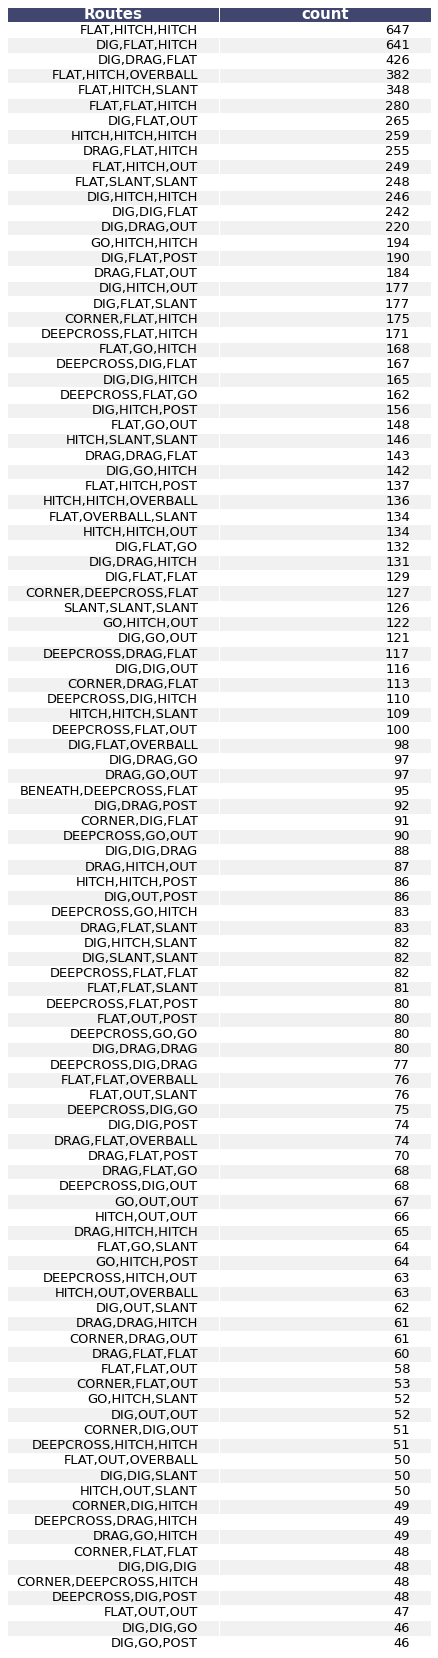 Routes count
FLAT,HITCH,HITCH 647
DIG,FLAT,HITCH 641
DIG,DRAG,FLAT 426
FLAT,HITCH,OVERBALL 382
FLAT,HITCH,SLANT 348
FLAT,FLAT,HITCH 280
DIG,FLAT,OUT 265
HITCH,HITCH,HITCH 259
DRAG,FLAT,HITCH 255
FLAT,HITCH,OUT 249
FLAT,SLANT,SLANT 248
DIG,HITCH,HITCH 246
DIG,DIG,FLAT 242
DIG,DRAG,OUT 220
GO,HITCH,HITCH 194
DIG,FLAT,POST 190
DRAG,FLAT,OUT 184
DIG,HITCH,OUT 177
DIG,FLAT,SLANT 177
CORNER,FLAT,HITCH 175
DEEPCROSS,FLAT,HITCH 171
FLAT,GO,HITCH 168
DEEPCROSS,DIG,FLAT 167
DIG,DIG,HITCH 165
DEEPCROSS,FLAT,GO 162
DIG,HITCH,POST 156
FLAT,GO,OUT 148
HITCH,SLANT,SLANT 146
DRAG,DRAG,FLAT 143
DIG,GO,HITCH 142
FLAT,HITCH,POST 137
HITCH,HITCH,OVERBALL 136
FLAT,OVERBALL,SLANT 134
HITCH,HITCH,OUT 134
DIG,FLAT,GO 132
DIG,DRAG,HITCH 131
DIG,FLAT,FLAT 129
CORNER,DEEPCROSS,FLAT 127
SLANT,SLANT,SLANT 126
GO,HITCH,OUT 122
DIG,GO,OUT 121
DEEPCROSS,DRAG,FLAT 117
DIG,DIG,OUT 116
CORNER,DRAG,FLAT 113
DEEPCROSS,DIG,HITCH 110
HITCH,HITCH,SLANT 109
DEEPCROSS,FLAT,OUT 100
DIG,FLAT,OVERBALL 98
DIG,DRAG,GO 97
DRAG,GO,OUT 97
BENEATH,DEEPCROSS,FLAT 95
DIG,DRAG,POST 92
CORNER,DIG,FLAT 91
DEEPCROSS,GO,OUT 90
DIG,DIG,DRAG 88
DRAG,HITCH,OUT 87
HITCH,HITCH,POST 86
DIG,OUT,POST 86
DEEPCROSS,GO,HITCH 83
DRAG,FLAT,SLANT 83
DIG,HITCH,SLANT 82
DIG,SLANT,SLANT 82
DEEPCROSS,FLAT,FLAT 82
FLAT,FLAT,SLANT 81
DEEPCROSS,FLAT,POST 80
FLAT,OUT,POST 80
DEEPCROSS,GO,GO 80
DIG,DRAG,DRAG 80
DEEPCROSS,DIG,DRAG 77
FLAT,FLAT,OVERBALL 76
FLAT,OUT,SLANT 76
DEEPCROSS,DIG,GO 75
DIG,DIG,POST 74
DRAG,FLAT,OVERBALL 74
DRAG,FLAT,POST 70
DRAG,FLAT,GO 68
DEEPCROSS,DIG,OUT 68
GO,OUT,OUT 67
HITCH,OUT,OUT 66
DRAG,HITCH,HITCH 65
FLAT,GO,SLANT 64
GO,HITCH,POST 64
DEEPCROSS,HITCH,OUT 63
HITCH,OUT,OVERBALL 63
DIG,OUT,SLANT 62
DRAG,DRAG,HITCH 61
CORNER,DRAG,OUT 61
DRAG,FLAT,FLAT 60
FLAT,FLAT,OUT 58
CORNER,FLAT,OUT 53
GO,HITCH,SLANT 52
DIG,OUT,OUT 52
CORNER,DIG,OUT 51
DEEPCROSS,HITCH,HITCH 51
FLAT,OUT,OVERBALL 50
DIG,DIG,SLANT 50
HITCH,OUT,SLANT 50
CORNER,DIG,HITCH 49
DEEPCROSS,DRAG,HITCH 49
DRAG,GO,HITCH 49
CORNER,FLAT,FLAT 48
DIG,DIG,DIG 48
CORNER,DEEPCROSS,HITCH 48
DEEPCROSS,DIG,POST 48
FLAT,OUT,OUT 47
DIG,DIG,GO 46
DIG,GO,POST 46